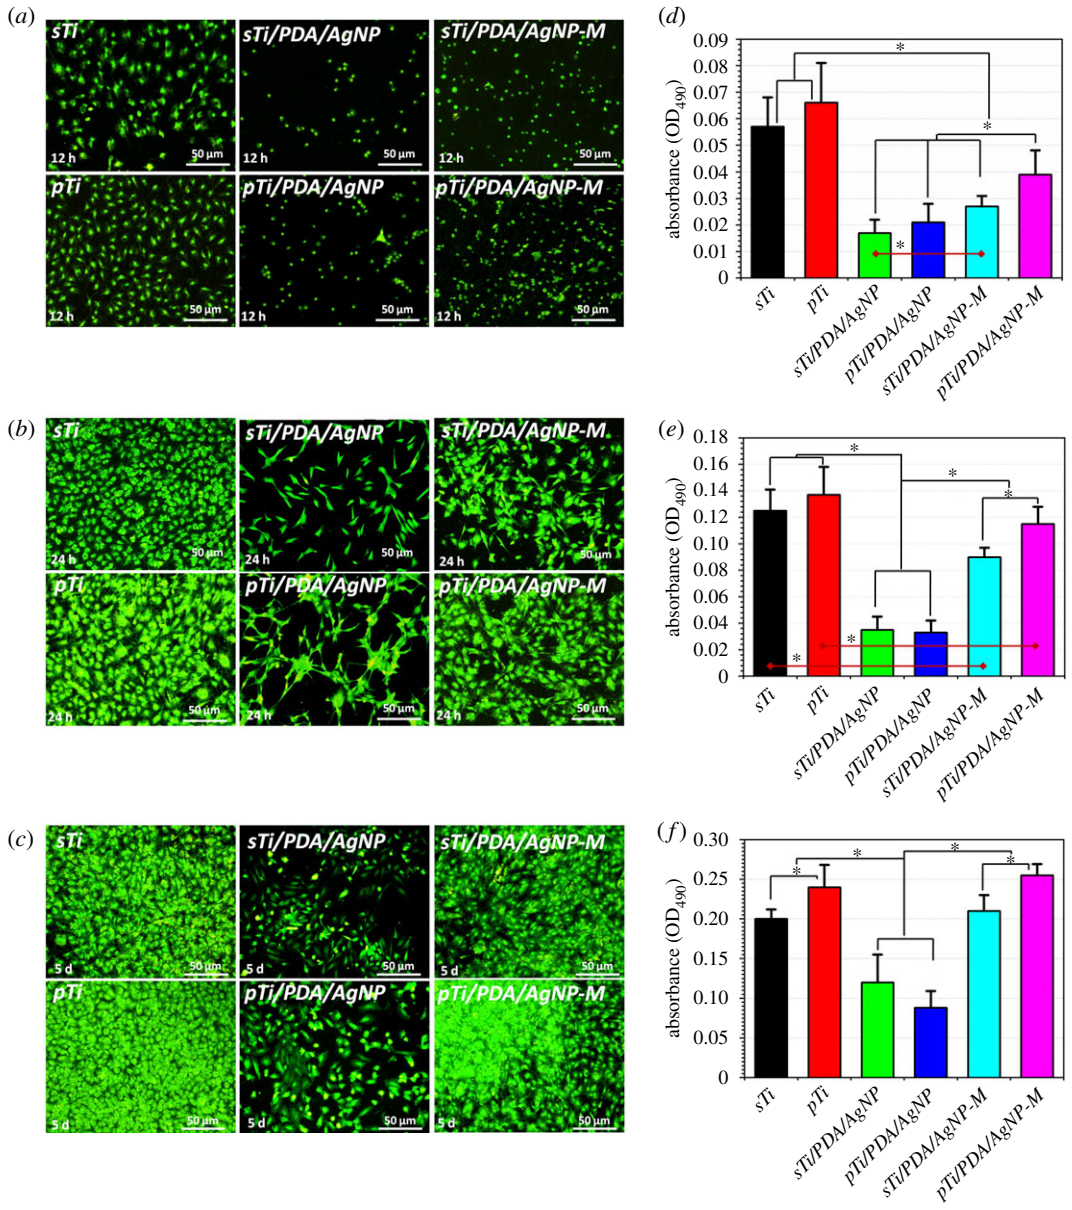 (a)
sTi
sTi/PDA/AgNP
sTi/PDA/AgNP-M
12 h
50 µm
12 h
50 µm
12 h
50 µm
pTi
pTi/PDA/AgNP
pTi/PDA/AgNP-M
12 h
50 µm
12 h
50 µm
12 h
50 µm
(d)
absorbance (OD490)
0.09
0.08
0.07
0.06
0.05
0.04
0.03
0.02
0.01
0
*
*
*
sTi
pTi
sTi/PDA/AgNP
pTi/PDA/AgNP
sTi/PDA/AgNP-M
pTi/PDA/AgNP-M
(b)
sTi
sTi/PDA/AgNP
sTi/PDA/AgNP-M
24 h
50 µm
24 h
50 µm
24 h
50 µm
pTi
pTi/PDA/AgNP
pTi/PDA/AgNP-M
24 h
50 µm
24 h
50 µm
24 h
50 µm
(e)
absorbance (OD490)
0.18
0.16
0.14
0.12
0.10
0.08
0.06
0.04
0.02
0
*
*
*
*
*
sTi
pTi
sTi/PDA/AgNP
pTi/PDA/AgNP
sTi/PDA/AgNP-M
pTi/PDA/AgNP-M
(c)
sTi
sTi/PDA/AgNP
sTi/PDA/AgNP-M
5 d
50 µm
5 d
50 µm
5 d
50 µm
pTi
pTi/PDA/AgNP
pTi/PDA/AgNP-M
5 d
50 µm
5 d
50 µm
5 d
50 µm
(f)
absorbance (OD490)
0.30
0.25
0.20
0.15
0.10
0.05
0
*
*
*
*
sTi
pTi
sTi/PDA/AgNP
pTi/PDA/AgNP
sTi/PDA/AgNP-M
pTi/PDA/AgNP-M